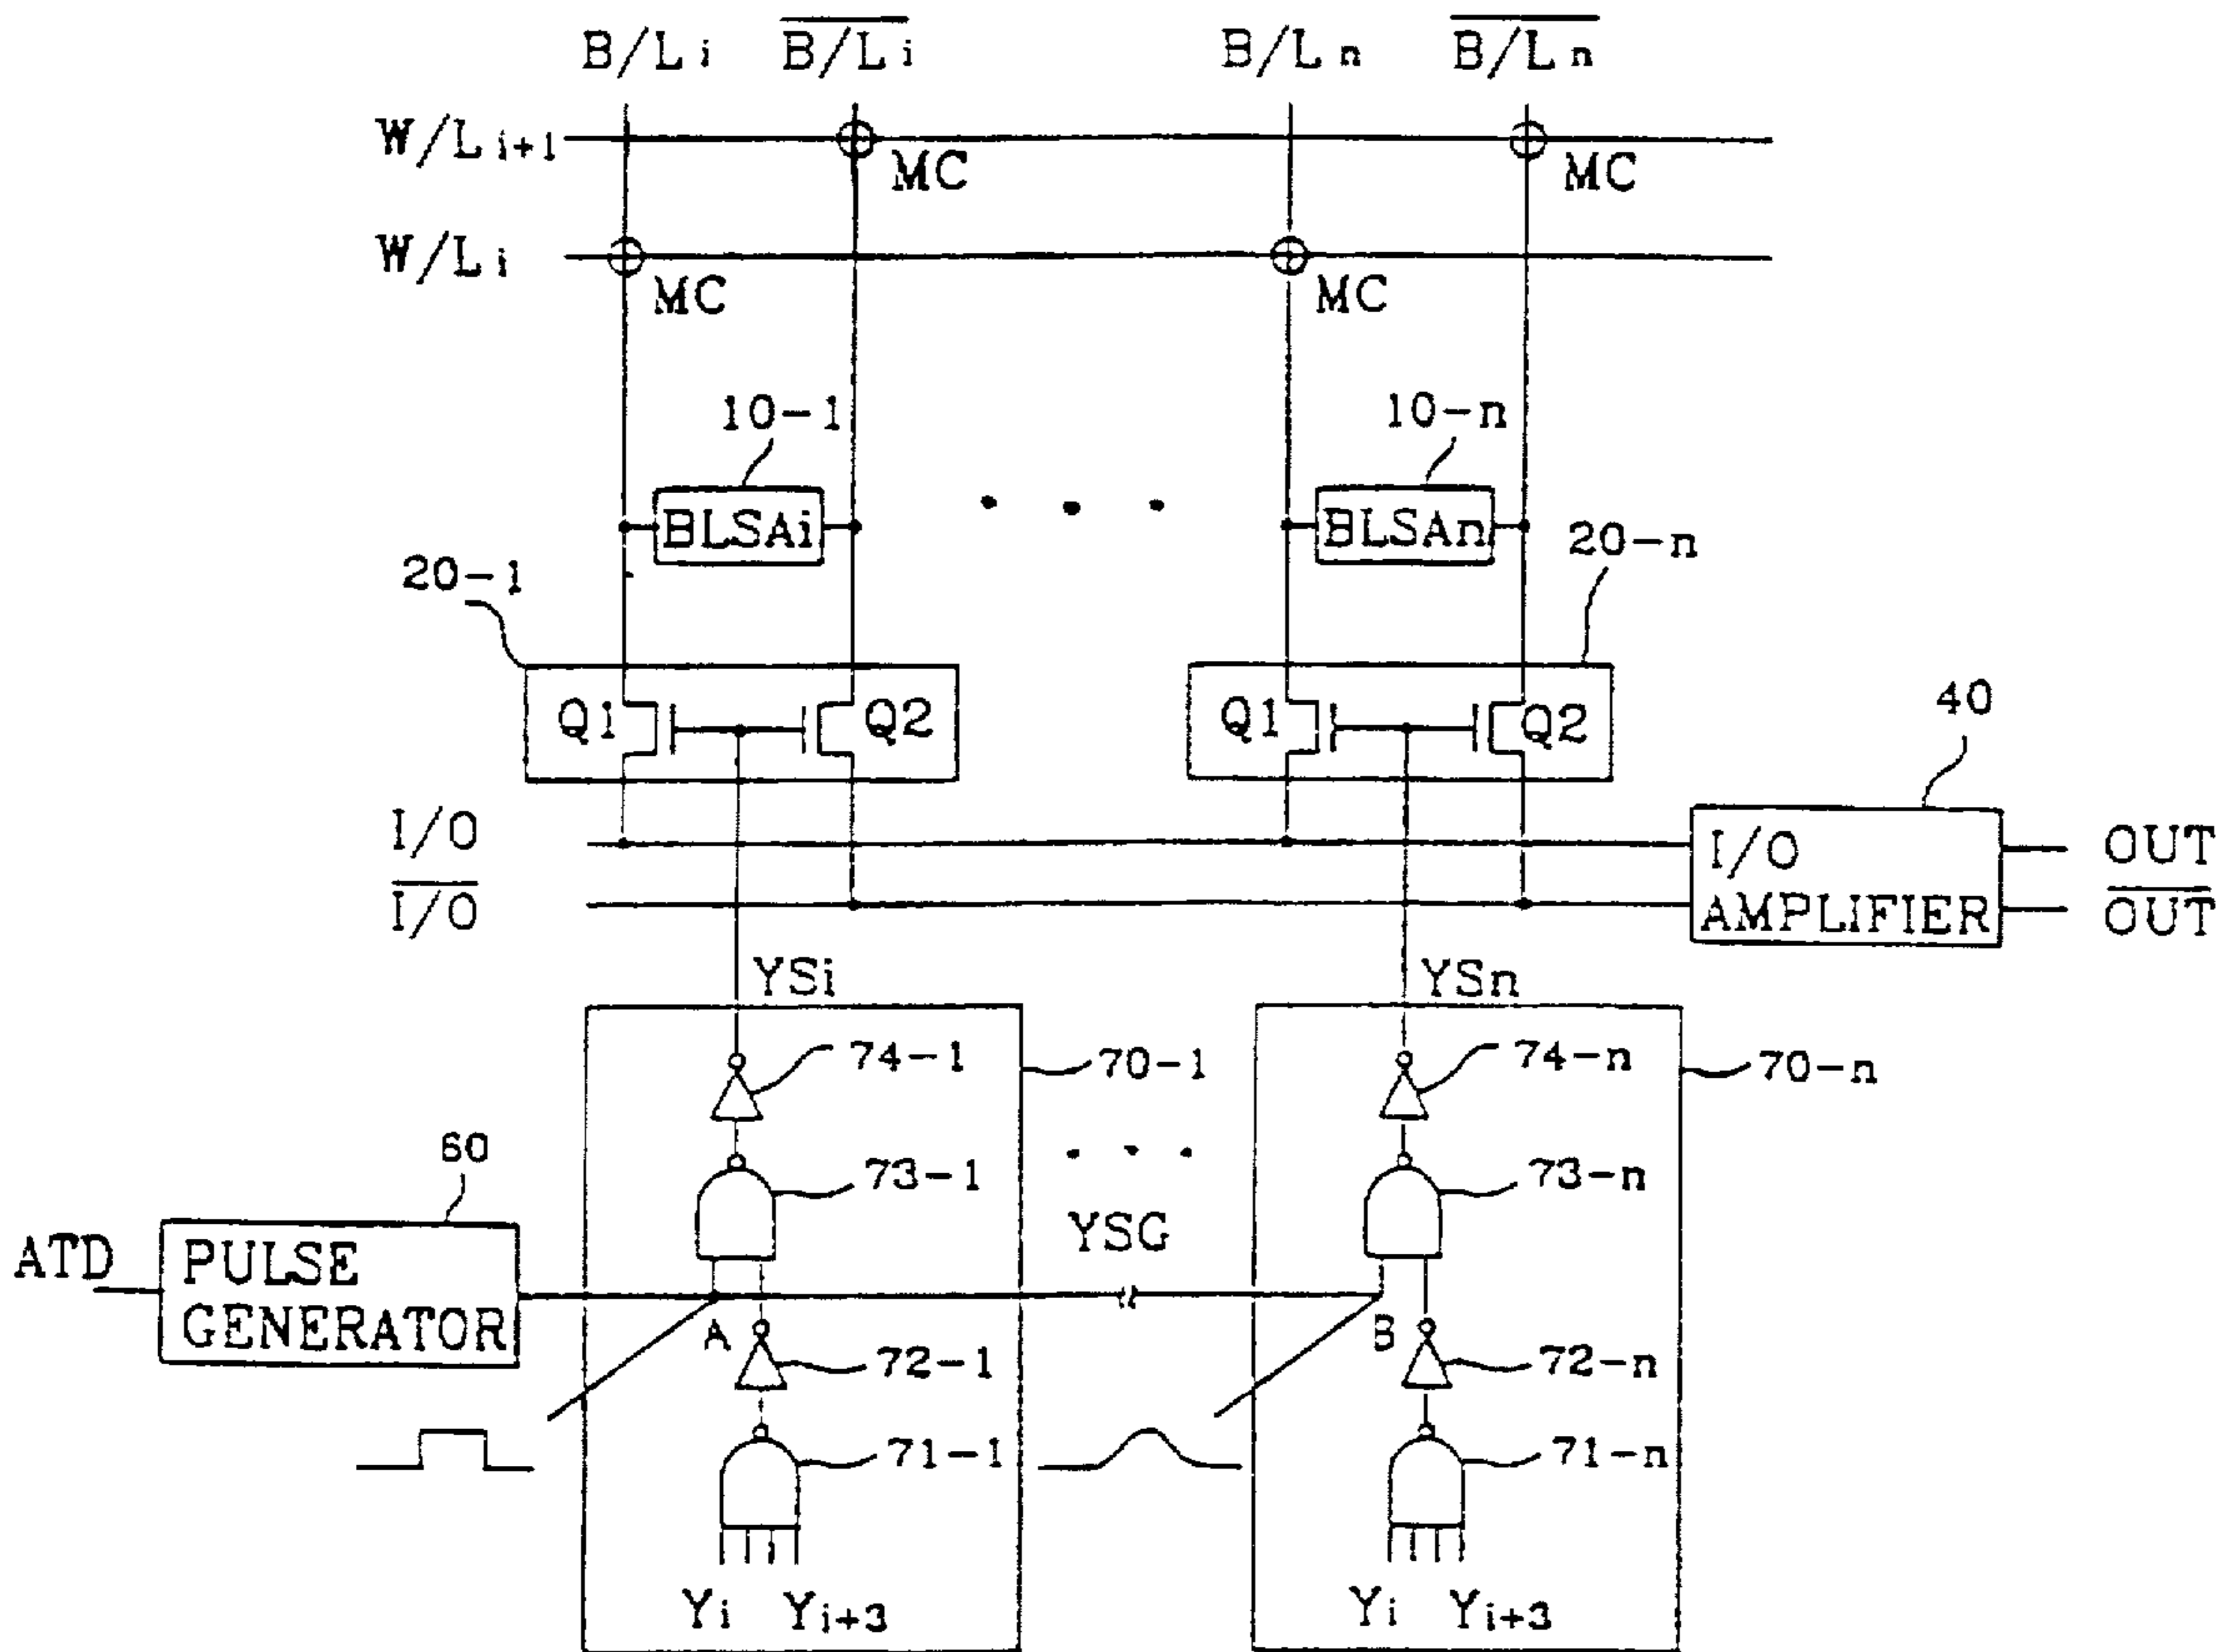 B/Li B/Li B/Ln B/Ln
W/Li+1
MC MC
W/Li
MC MC
10-1 10-n
BLSAi BLSAn
20-1 20-n
Q1 Q2 Q1 Q2
40
I/O
I/O
I/O
AMPLIFIER
OUT
OUT
YSi YSn
74-1 70-1 74-n 70-n
60
73-1 73-n
YSG
ATD
PULSE
GENERATOR
A B
72-1 72-n
71-1 71-n
Yi Yi+3 Yi Yi+3